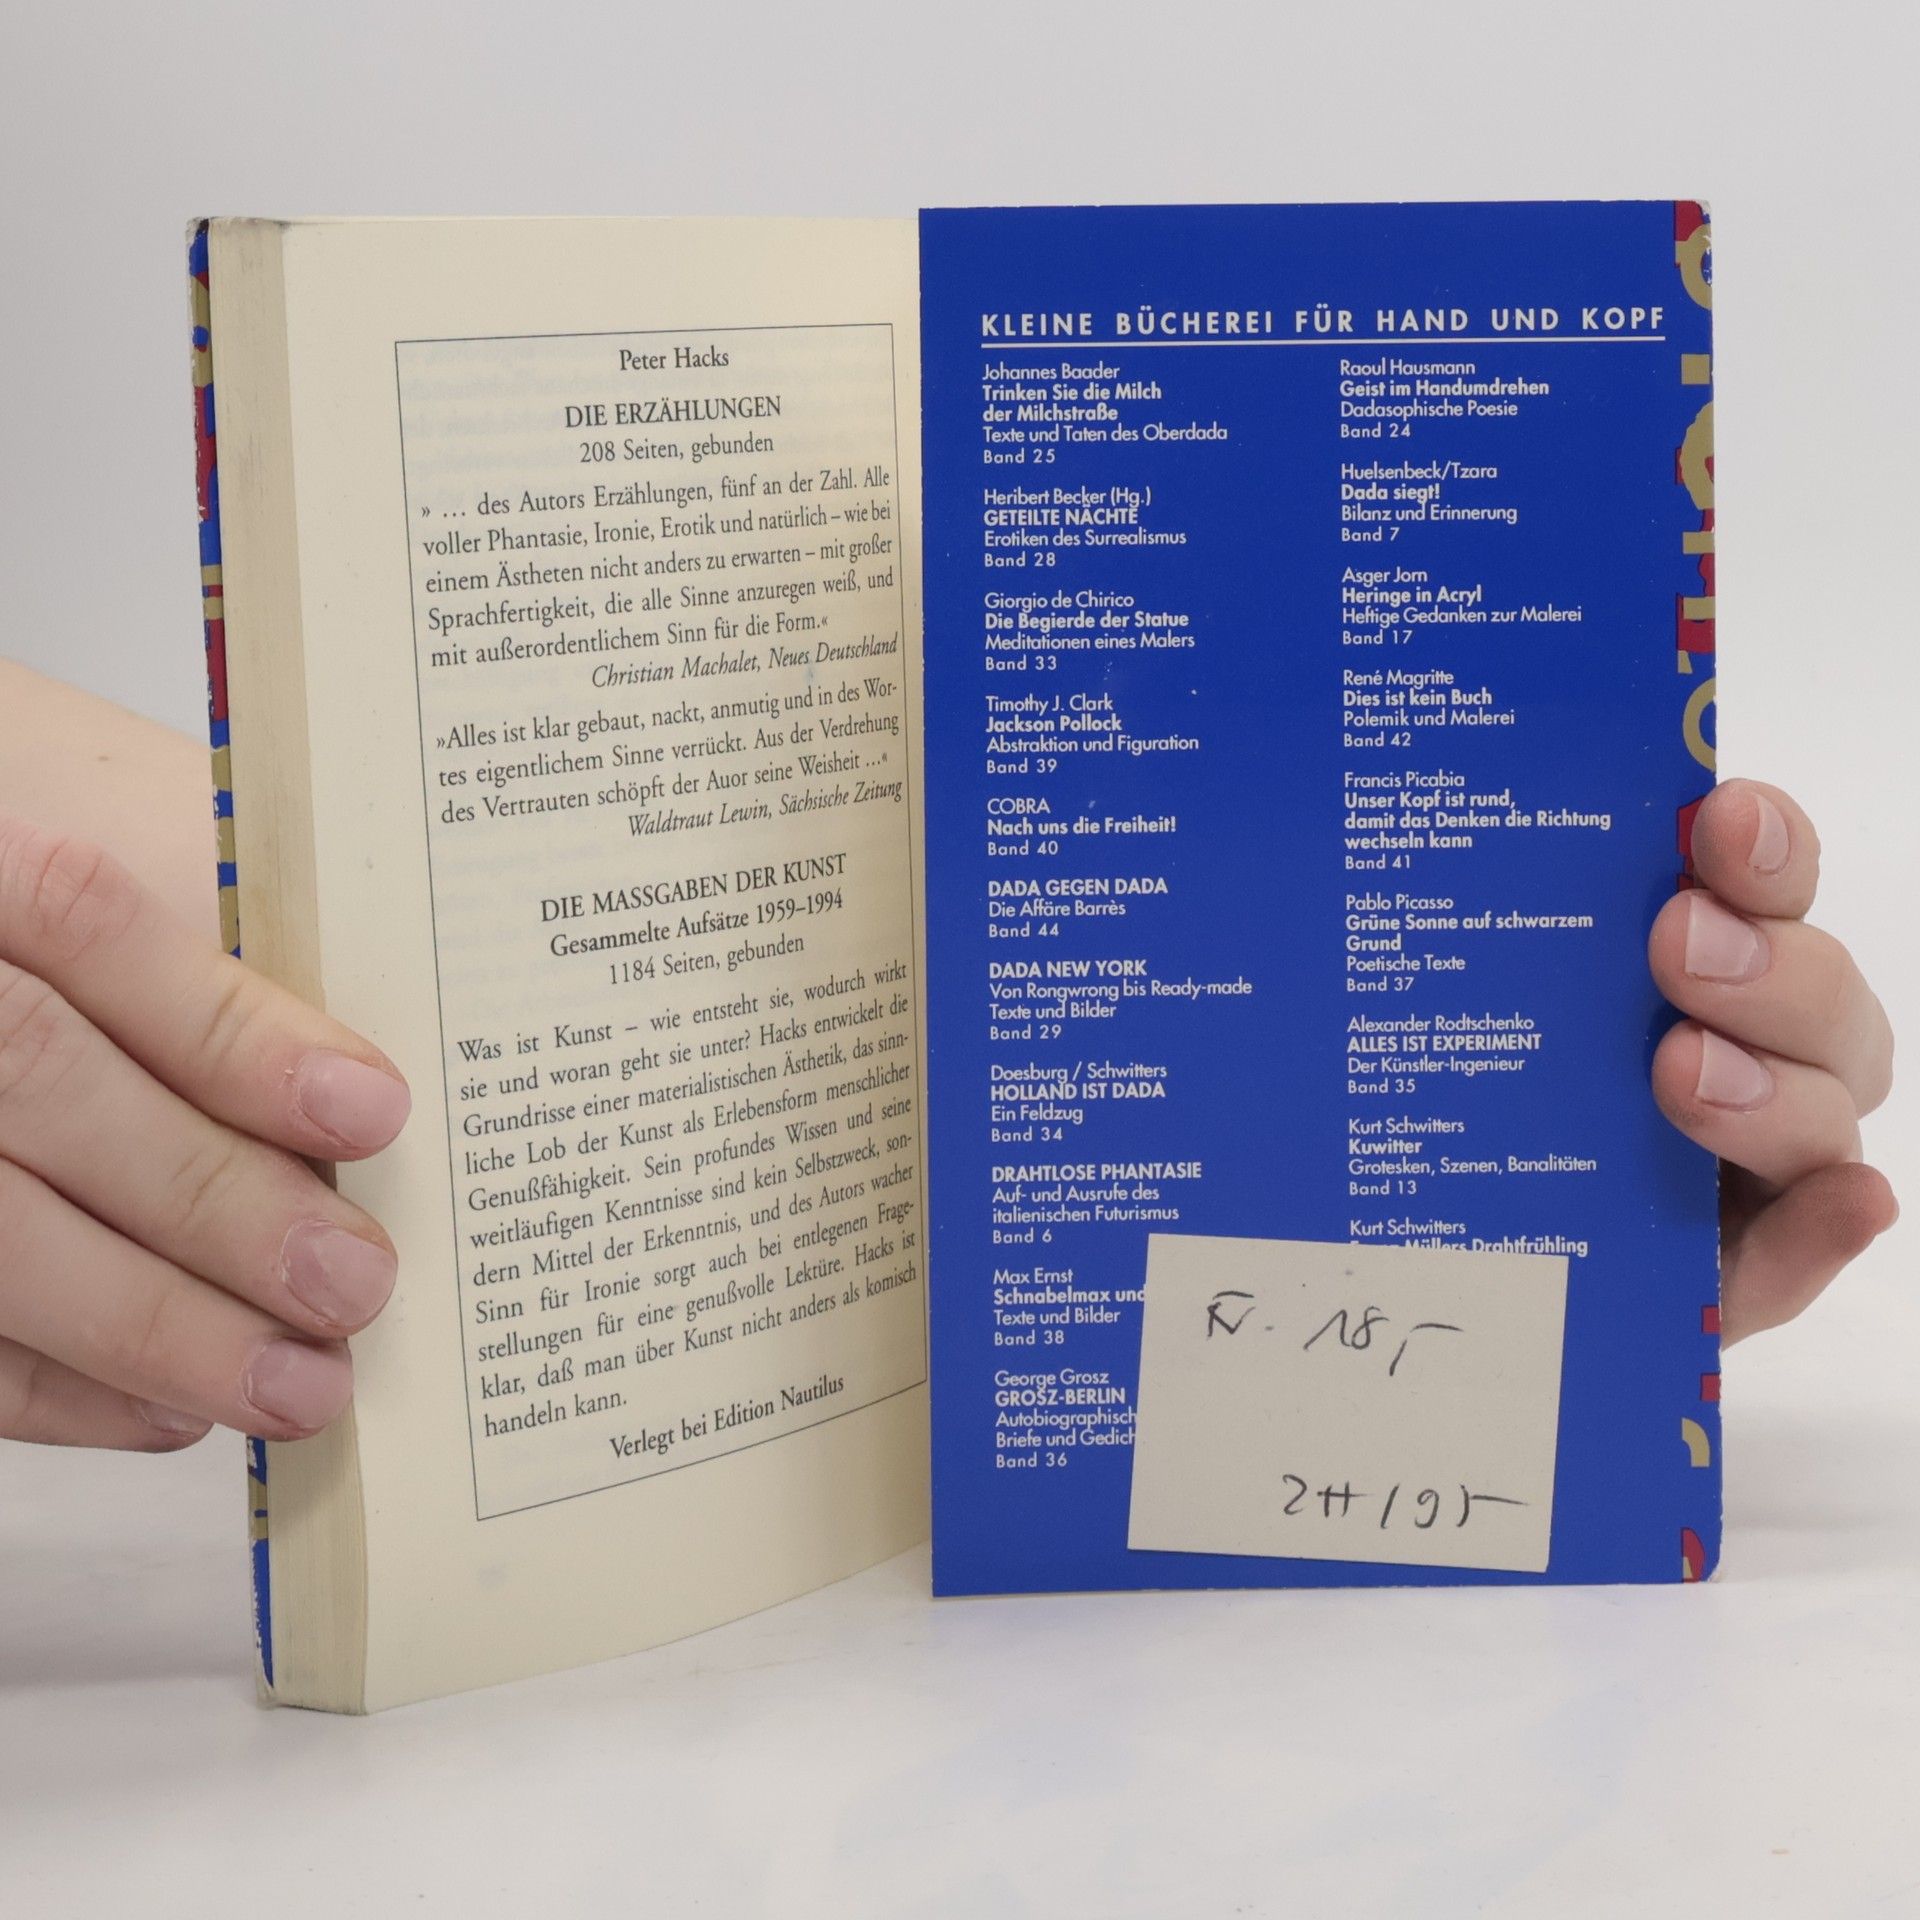 Peter Hacks
DIE ERZÄHLUNGEN
208 Seiten, gebunden
» ... des Autors Erzählungen, fünf an der Zahl. Alle
voller Phantasie, Ironie, Erotik und natürlich – wie bei
einem Ästheten nicht anders zu erwarten – mit großer
Sprachfertigkeit, die alle Sinne anzuregen weiß, und
mit außerordentlichem Sinn für die Form.«
Christian Machalet, Neues Deutschland
»Alles ist klar gebaut, nackt, anmutig und in des Wor-
tes eigentlichem Sinne verrückt. Aus der Verdrehung
des Vertrauten schöpft der Auor seine Weisheit ...«
Waldtraut Lewin, Sächsische Zeitung
DIE MASSGABEN DER KUNST
Gesammelte Aufsätze 1959–1994
1184 Seiten, gebunden
Was ist Kunst – wie entsteht sie, wodurch wirkt
sie und woran geht sie unter? Hacks entwickelt die
Grundrisse einer materialistischen Ästhetik, das sinn-
liche Lob der Kunst als Erlebensform menschlicher
Genußfähigkeit. Sein profundes Wissen und seine
weitläufigen Kenntnisse sind kein Selbstzweck, son-
dern Mittel der Erkenntnis, und des Autors wacher
Sinn für Ironie sorgt auch bei entlegenen Frage-
stellungen für eine genußvolle Lektüre. Hacks ist
klar, daß man über Kunst nicht anders als komisch
handeln kann.
Verlegt bei Edition Nautilus
KLEINE BÜCHEREI FÜR HAND UND KOPF
Johannes Baader
Trinken Sie die Milch
der Milchstraße
Texte und Taten des Oberdada
Band 25
Heribert Becker (Hg.)
GETEILTE NÄCHTE
Erotiken des Surrealismus
Band 28
Giorgio de Chirico
Die Begierde der Statue
Meditationen eines Malers
Band 33
Timothy J. Clark
Jackson Pollock
Abstraktion und Figuration
Band 39
COBRA
Nach uns die Freiheit!
Band 40
DADA GEGEN DADA
Die Affäre Barrès
Band 44
DADA NEW YORK
Von Rongwrong bis Ready-made
Texte und Bilder
Band 29
Doesburg / Schwitters
HOLLAND IST DADA
Ein Feldzug
Band 34
DRAHTLOSE PHANTASIE
Auf- und Ausrufe des
italienischen Futurismus
Band 6
Max Ernst
Schnabelmax und
Texte und Bilder
Band 38
George Grosz
GROSZ-BERLIN
Autobiographisch
Briefe und Gedich
Band 36
Raoul Hausmann
Geist im Handumdrehen
Dadasophische Poesie
Band 24
Huelsenbeck/Tzara
Dada siegt!
Bilanz und Erinnerung
Band 7
Asger Jorn
Heringe in Acryl
Heftige Gedanken zur Malerei
Band 17
René Magritte
Dies ist kein Buch
Polemik und Malerei
Band 42
Francis Picabia
Unser Kopf ist rund,
damit das Denken die Richtung
wechseln kann
Band 41
Pablo Picasso
Grüne Sonne auf schwarzem
Grund
Poetische Texte
Band 37
Alexander Rodtschenko
ALLES IST EXPERIMENT
Der Künstler-Ingenieur
Band 35
Kurt Schwitters
Kuwitter
Grotesken, Szenen, Banalitäten
Band 13
Kurt Schwitters
Müllers Drahtfrühling
18,–